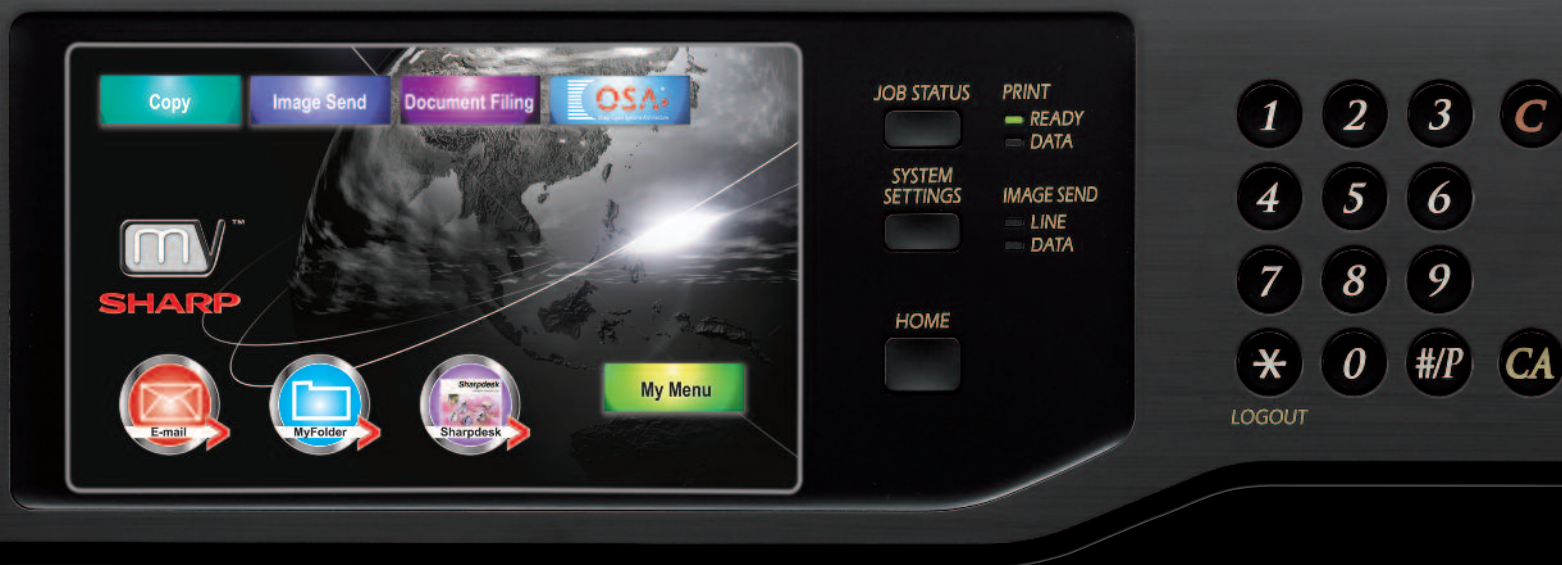 Copy
Image Send
Document Filing
OSA
mv™
SHARP
E-mail
MyFolder
Sharpdesk
Sharpdesk
My Menu
JOB STATUS
SYSTEM
SETTINGS
HOME
PRINT
READY
DATA
IMAGE SEND
LINE
DATA
1 2 3 C
4 5 6
7 8 9
* 0 #/P CA
LOGOUT